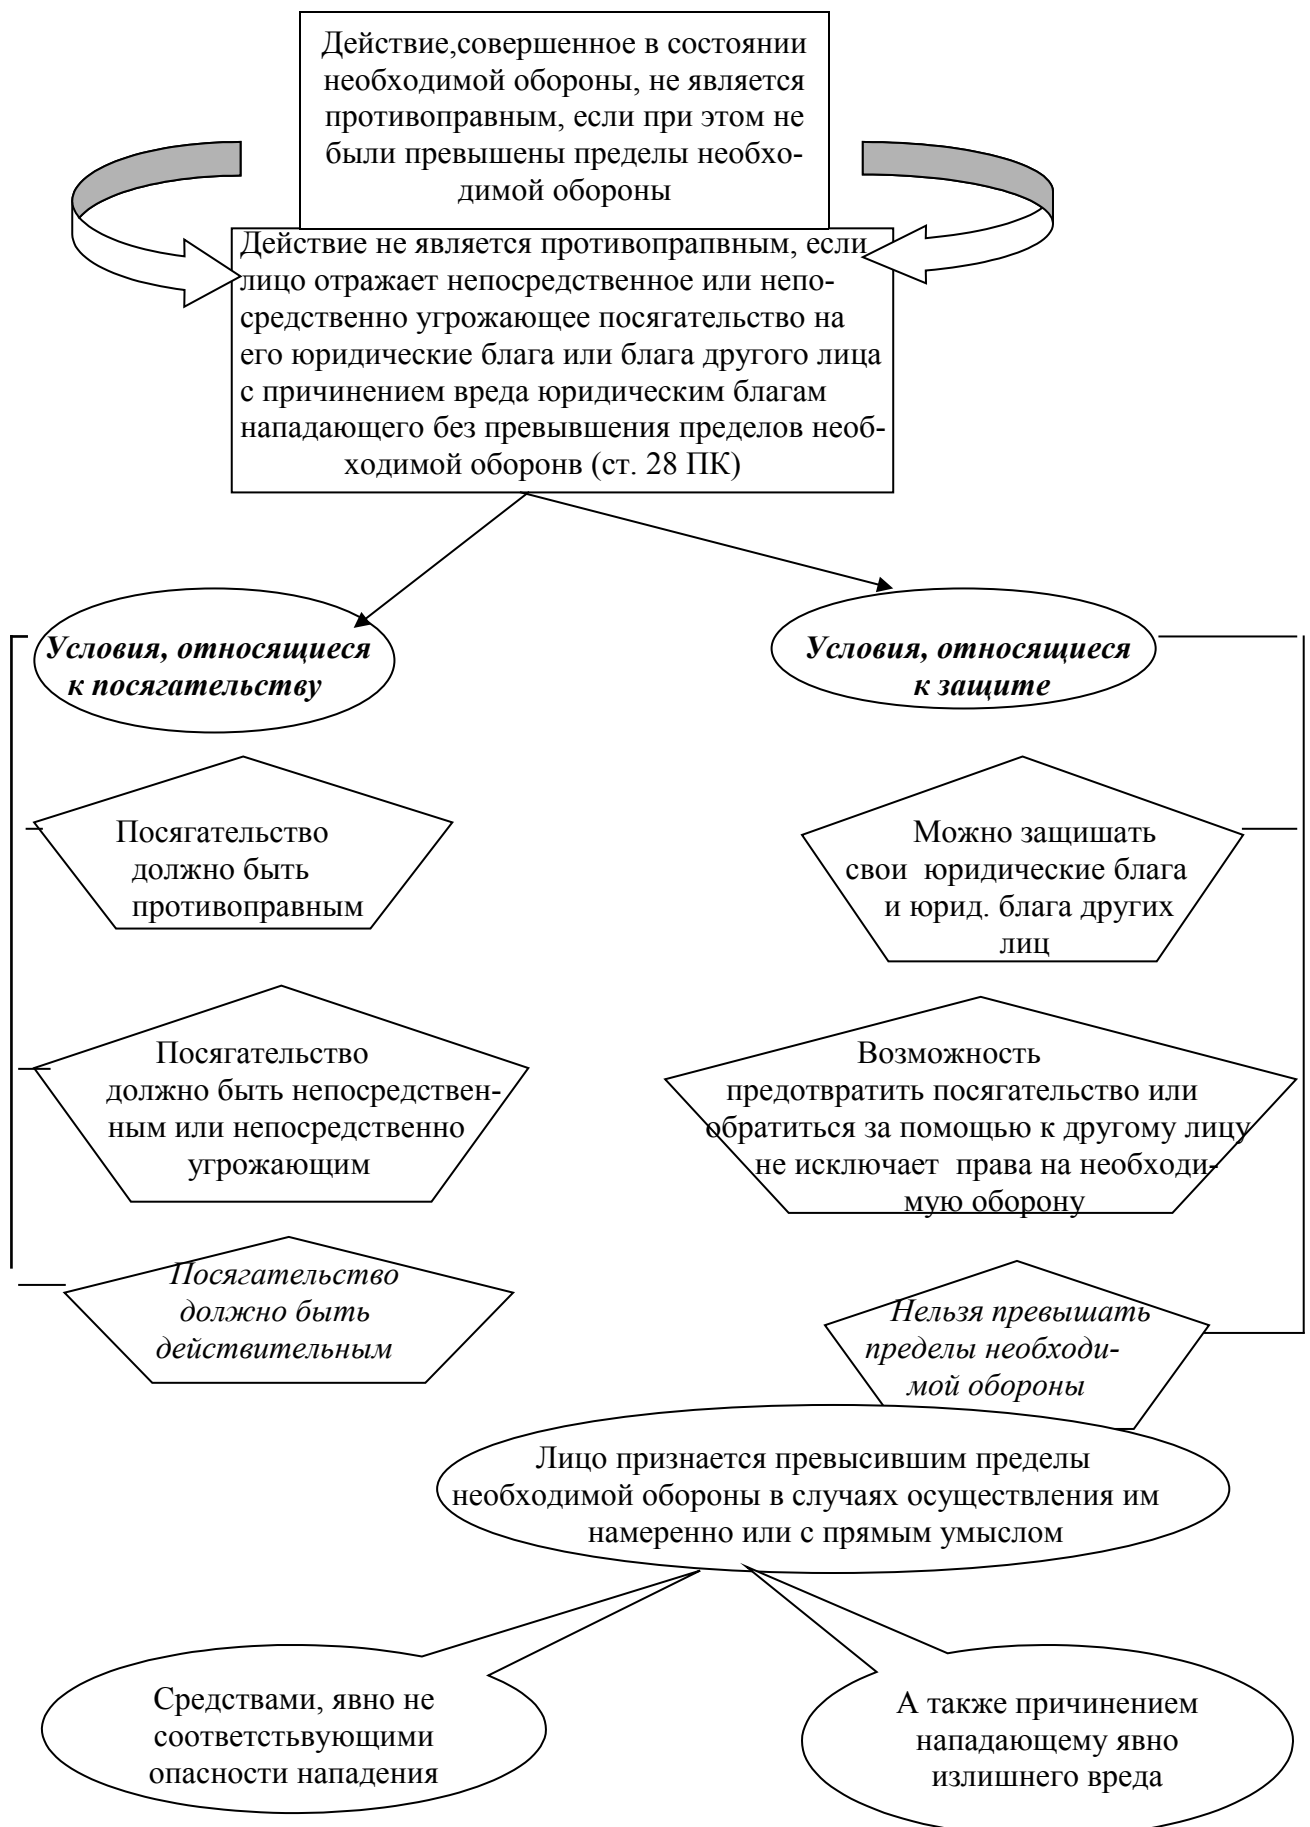 Действие,совершенное в состоянии
необходимой обороны, не является
противоправным, если при этом не
были превышены пределы необхо-
димой обороны
Действие не является противопрапвным, если
лицо отражает непосредственное или непо-
средственно угрожающее посягательство на
его юридические блага или блага другого лица
с причинением вреда юридическим благам
нападающего без превывшения пределов необ-
ходимой оборонв (ст. 28 ПК)
Условия, относящиеся
к посягательству
Посягательство
должно быть
противоправным
Посягательство
должно быть непосредствен-
ным или непосредственно
угрожающим
Посягательство
должно быть
действительным
Условия, относящиеся
к защите
Можно защишать
свои юридические блага
и юрид. блага других
лиц
Возможность
предотвратить посягательство или
обратиться за помощью к другому лицу
не исключает права на необходи-
мую оборону
Нельзя превышать
пределы необходи-
мой обороны
Лицо признается превысившим пределы
необходимой обороны в случаях осуществления им
намеренно или с прямым умыслом
Средствами, явно не
соответстьвующими
опасности нападения
А также причинением
нападающему явно
излишнего вреда